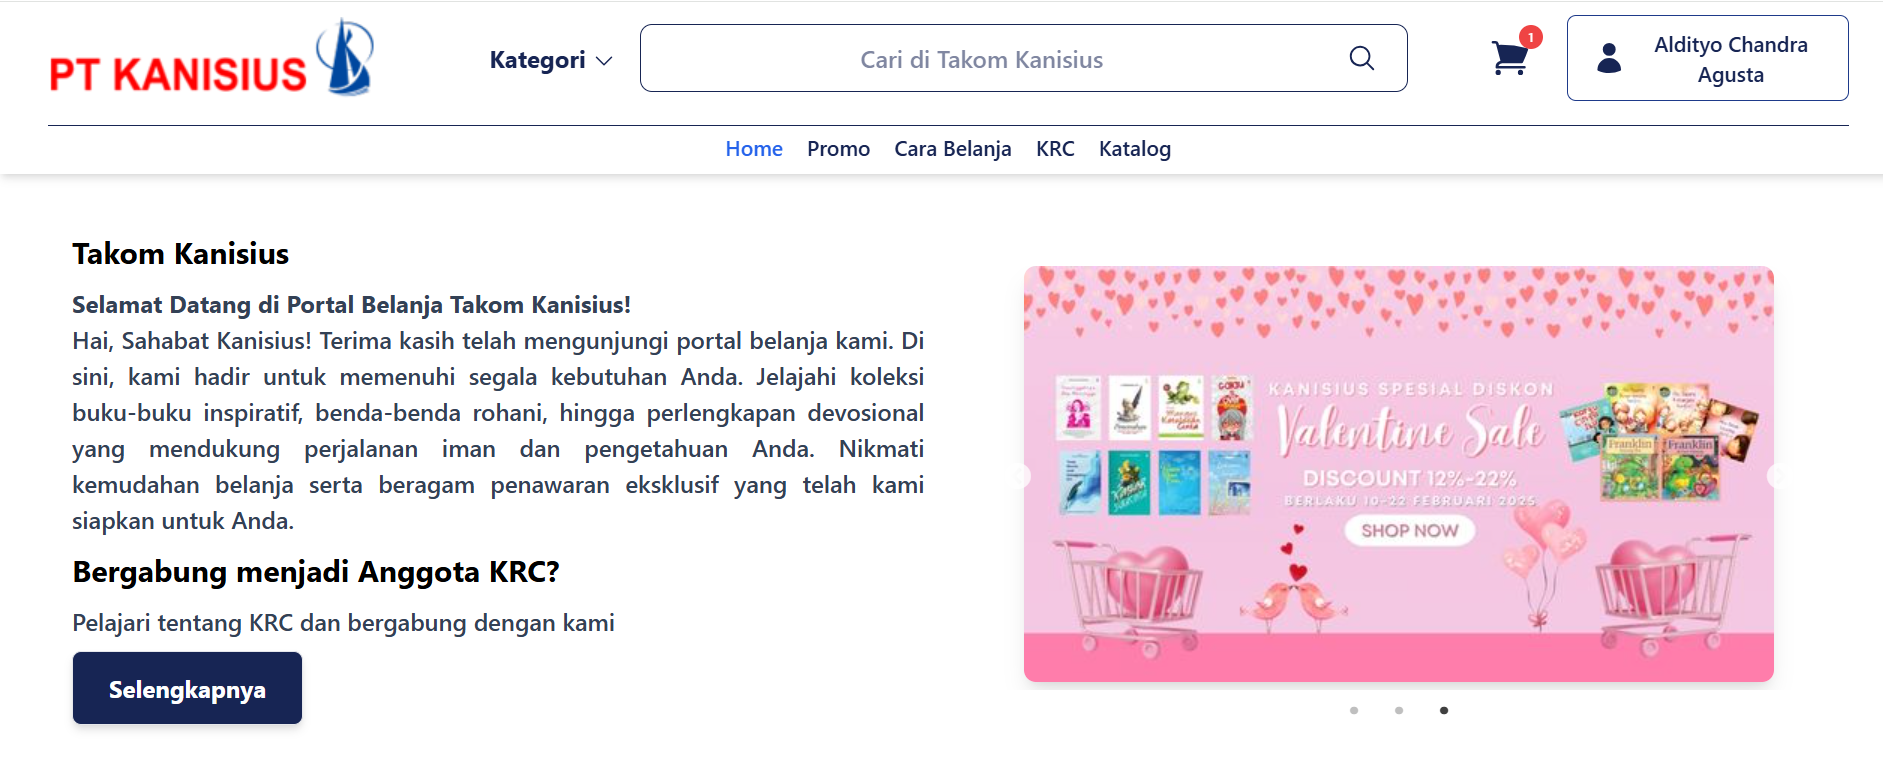 PT KANISIUS
Kategori
Cari di Takom Kanisius
1
Aldityo Chandra
Agusta
Home
Promo
Cara Belanja
KRC
Katalog
Takom Kanisius
Selamat Datang di Portal Belanja Takom Kanisius!
Hai, Sahabat Kanisius! Terima kasih telah mengunjungi portal belanja kami. Di
sini, kami hadir untuk memenuhi segala kebutuhan Anda. Jelajahi koleksi
buku-buku inspiratif, benda-benda rohani, hingga perlengkapan devosional
yang mendukung perjalanan iman dan pengetahuan Anda. Nikmati
kemudahan belanja serta beragam penawaran eksklusif yang telah kami
siapkan untuk Anda.
Bergabung menjadi Anggota KRC?
Pelajari tentang KRC dan bergabung dengan kami
Selengkapnya
KANISIUS SPESIAL DISKON
Valentine Sale
DISCOUNT 12%-22%
BERLAKU 10-22 FEBRUARI 2025
SHOP NOW
Franklin
Franklin